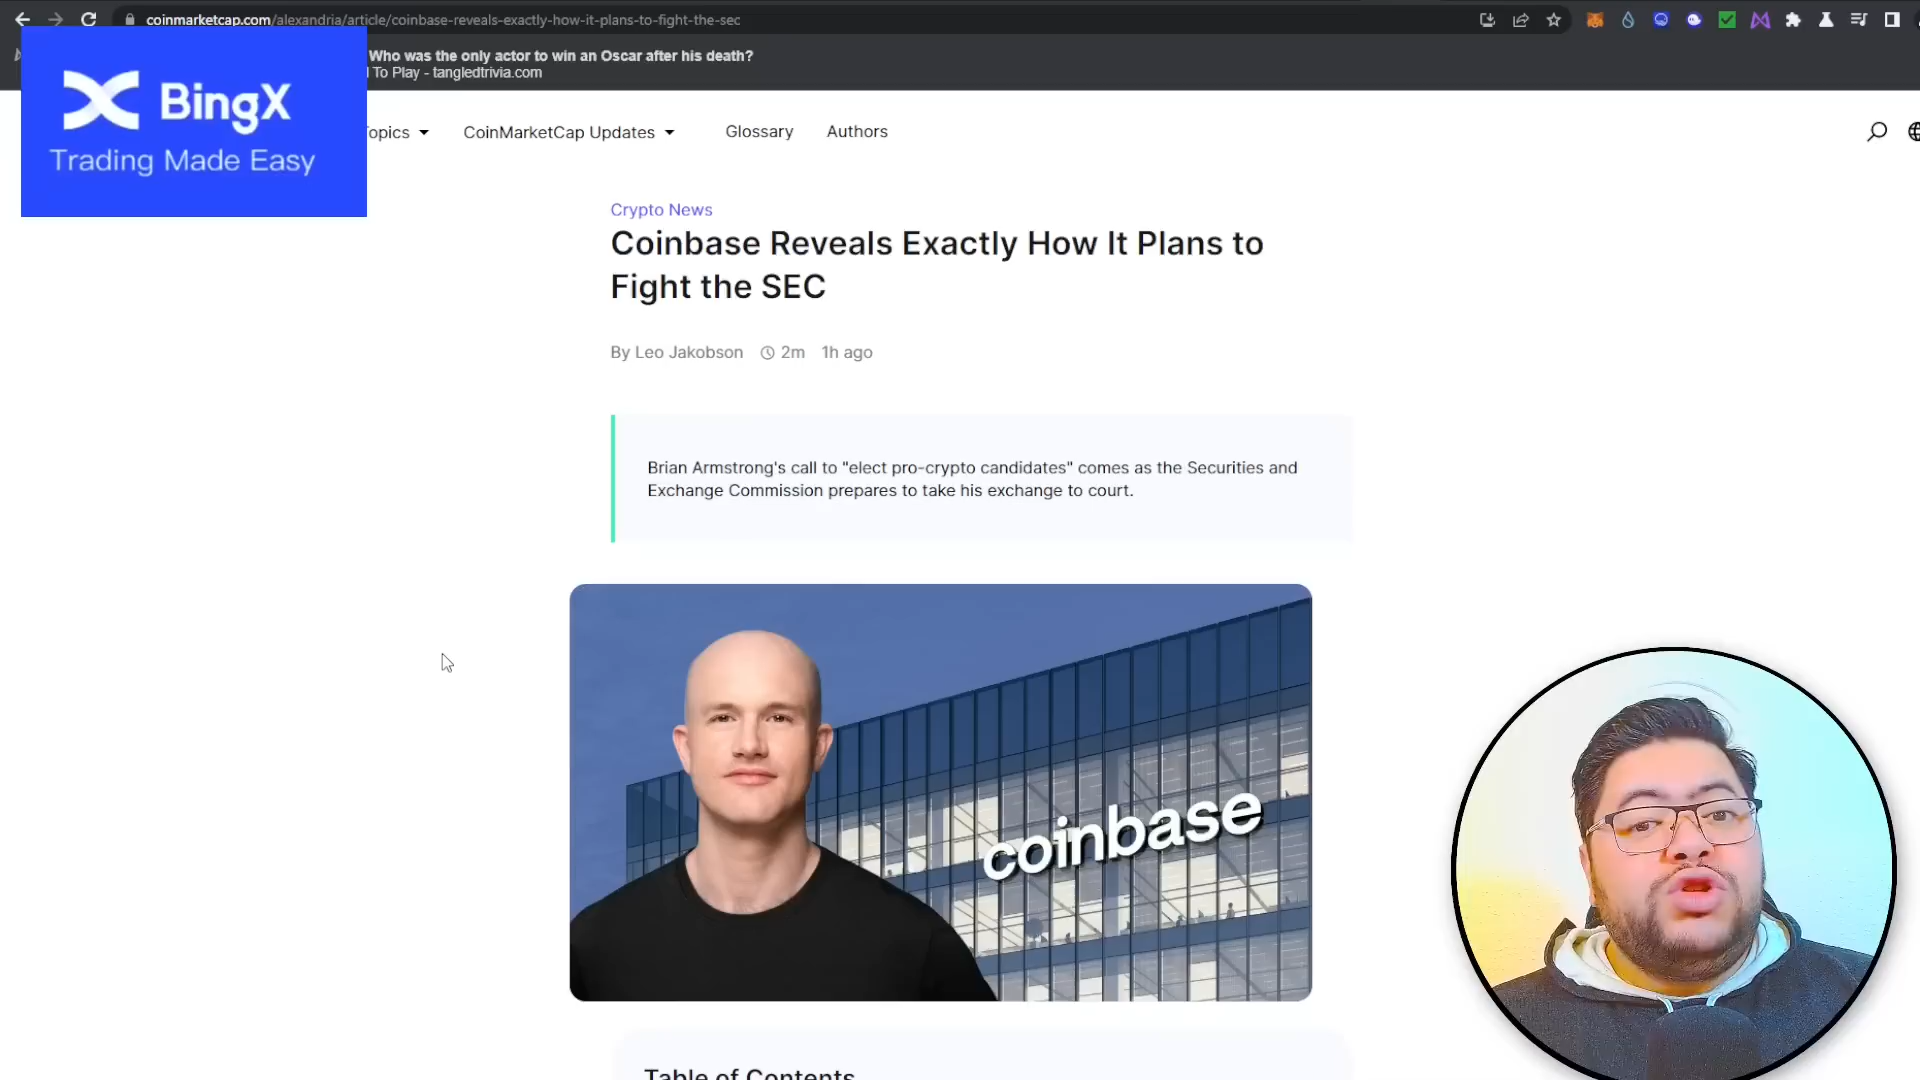 coinmarketcap.com/alexandria/article/coinbase-reveals-exactly-how-it-plans-to-fight-the-sec
Who was the only actor to win an Oscar after his death?
To Play - tangledtrivia.com
BingX
Trading Made Easy
opics
CoinMarketCap Updates
Glossary
Authors
Crypto News
Coinbase Reveals Exactly How It Plans to
Fight the SEC
By Leo Jakobson 2m 1h ago
Brian Armstrong's call to "elect pro-crypto candidates" comes as the Securities and
Exchange Commission prepares to take his exchange to court.
coinbase
Table of Contents